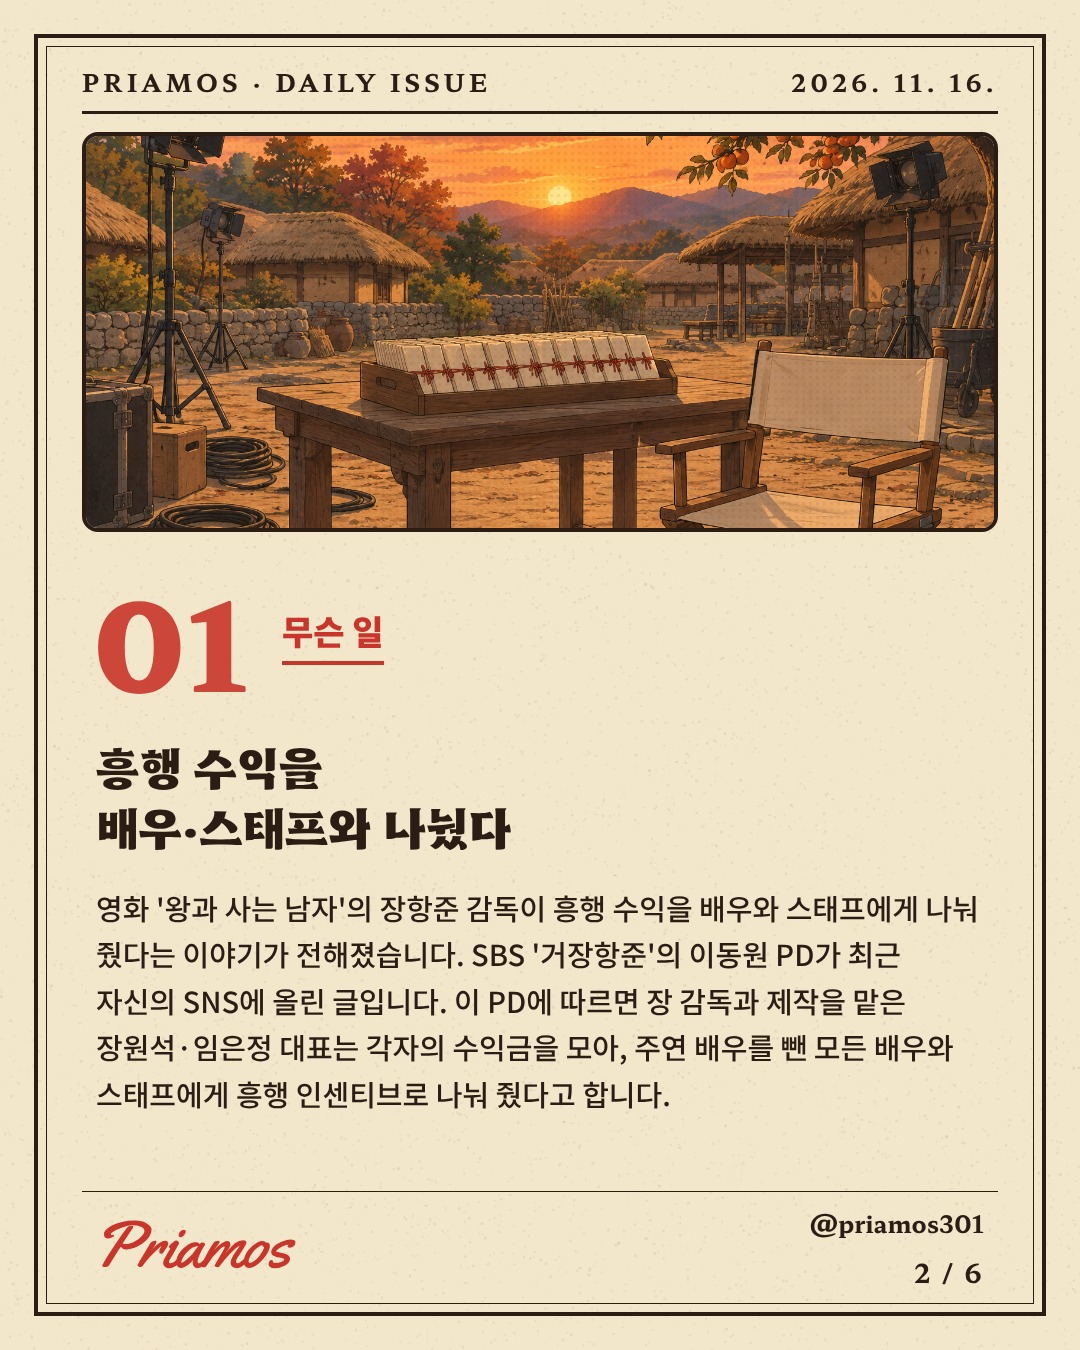 PRIAMOS · DAILY ISSUE
2026. 11. 16.
01
무슨 일
흥행 수익을
배우·스태프와 나눴다
영화 '왕과 사는 남자'의 장항준 감독이 흥행 수익을 배우와 스태프에게 나눠
줬다는 이야기가 전해졌습니다. SBS '거장항준'의 이동원 PD가 최근
자신의 SNS에 올린 글입니다. 이 PD에 따르면 장 감독과 제작을 맡은
장원석·임은정 대표는 각자의 수익금을 모아, 주연 배우를 뺀 모든 배우와
스태프에게 흥행 인센티브로 나눠 줬다고 합니다.
Priamos
@priamos301
2 / 6